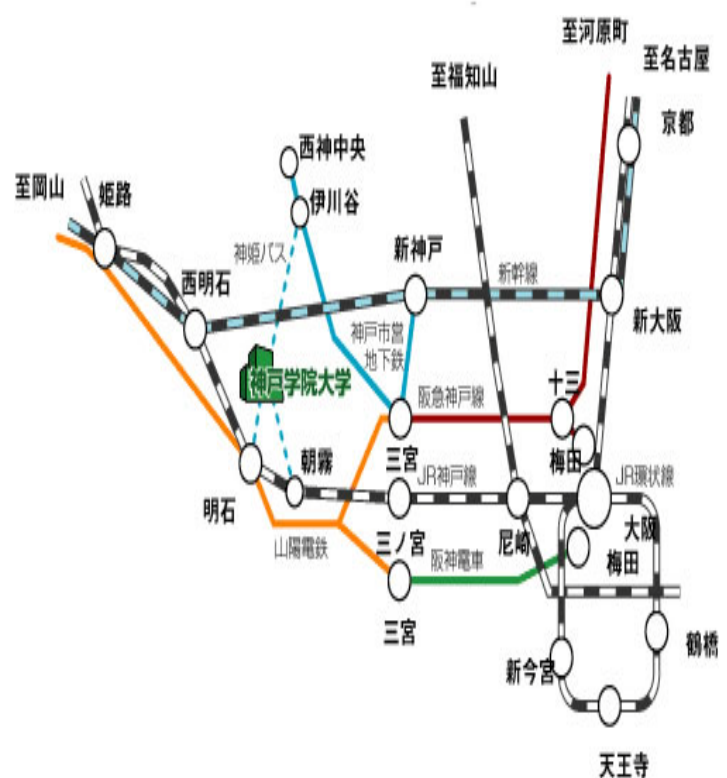 至河原町
至名古屋
至福知山
京都
西神中央
至岡山
姫路
伊川谷
神姫バス
新神戸
新幹線
西明石
新大阪
神戸市営
地下鉄
神戸学院大学
阪急神戸線
十三
三宮
梅田
朝霧
JR神戸線
JR環状線
明石
三ノ宮
尼崎
大阪
山陽電鉄
阪神電車
梅田
三宮
鶴橋
新今宮
天王寺